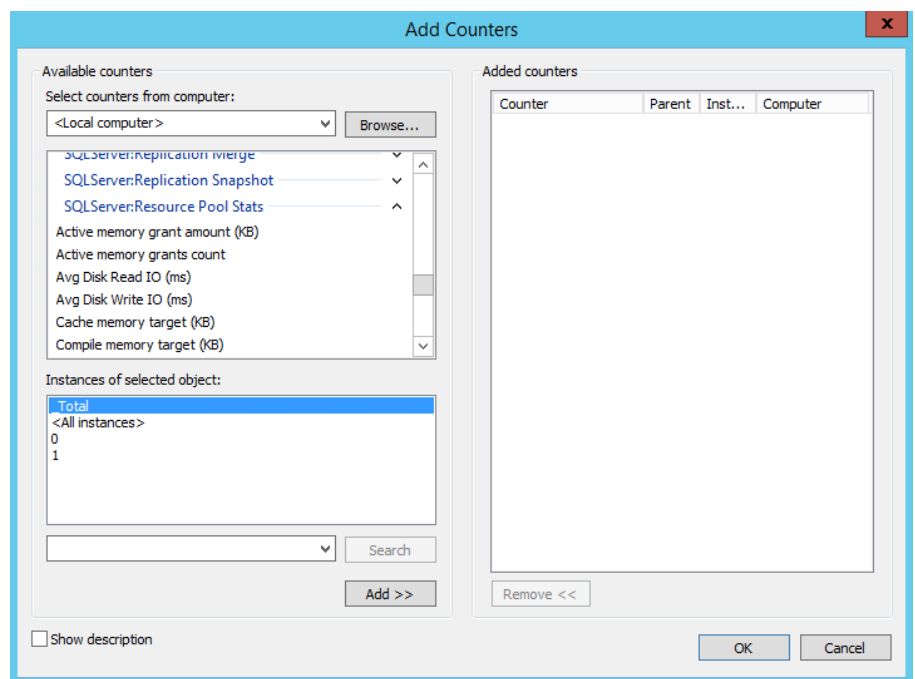 Add Counters
x
Available counters
Select counters from computer:
<Local computer>
Browse...
SQLServer:Replication Merge
SQLServer:Replication Snapshot
SQLServer:Resource Pool Stats
Active memory grant amount (KB)
Active memory grants count
Avg Disk Read IO (ms)
Avg Disk Write IO (ms)
Cache memory target (KB)
Compile memory target (KB)
Instances of selected object:
_Total
<All instances>
0
1
Search
Add >>
Show description
Added counters
Counter Parent Inst... Computer
Remove <<
OK Cancel